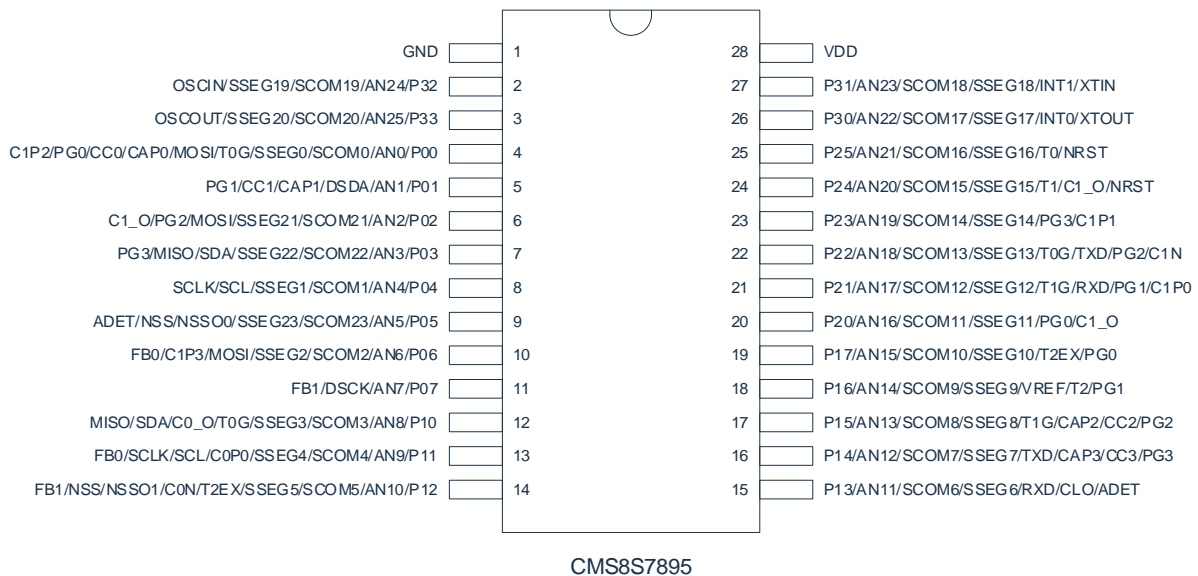 GND 1 28 VDD
OSCIN/SSEG19/SCOM19/AN24/P32 2 27 P31/AN23/SCOM18/SSEG18/INT1/XTIN
OSCOUT/SSEG20/SCOM20/AN25/P33 3 26 P30/AN22/SCOM17/SSEG17/INT0/XTOUT
C1P2/PG0/CC0/CAP0/MOSI/T0G/SSEG0/SCOM0/AN0/P00 4 25 P25/AN21/SCOM16/SSEG16/T0/NRST
PG1/CC1/CAP1/DSDA/AN1/P01 5 24 P24/AN20/SCOM15/SSEG15/T1/C1_O/NRST
C1_O/PG2/MOSI/SSEG21/SCOM21/AN2/P02 6 23 P23/AN19/SCOM14/SSEG14/PG3/C1P1
PG3/MISO/SDA/SSEG22/SCOM22/AN3/P03 7 22 P22/AN18/SCOM13/SSEG13/T0G/TXD/PG2/C1N
SCLK/SCL/SSEG1/SCOM1/AN4/P04 8 21 P21/AN17/SCOM12/SSEG12/T1G/RXD/PG1/C1P0
ADET/NSS/NSSO0/SSEG23/SCOM23/AN5/P05 9 20 P20/AN16/SCOM11/SSEG11/PG0/C1_O
FB0/C1P3/MOSI/SSEG2/SCOM2/AN6/P06 10 19 P17/AN15/SCOM10/SSEG10/T2EX/PG0
FB1/DSCK/AN7/P07 11 18 P16/AN14/SCOM9/SSEG9/VREF/T2/PG1
MISO/SDA/C0_O/T0G/SSEG3/SCOM3/AN8/P10 12 17 P15/AN13/SCOM8/SSEG8/T1G/CAP2/CC2/PG2
FB0/SCLK/SCL/C0P0/SSEG4/SCOM4/AN9/P11 13 16 P14/AN12/SCOM7/SSEG7/TXD/CAP3/CC3/PG3
FB1/NSS/NSSO1/C0N/T2EX/SSEG5/SCOM5/AN10/P12 14 15 P13/AN11/SCOM6/SSEG6/RXD/CLO/ADET
CMS8S7895